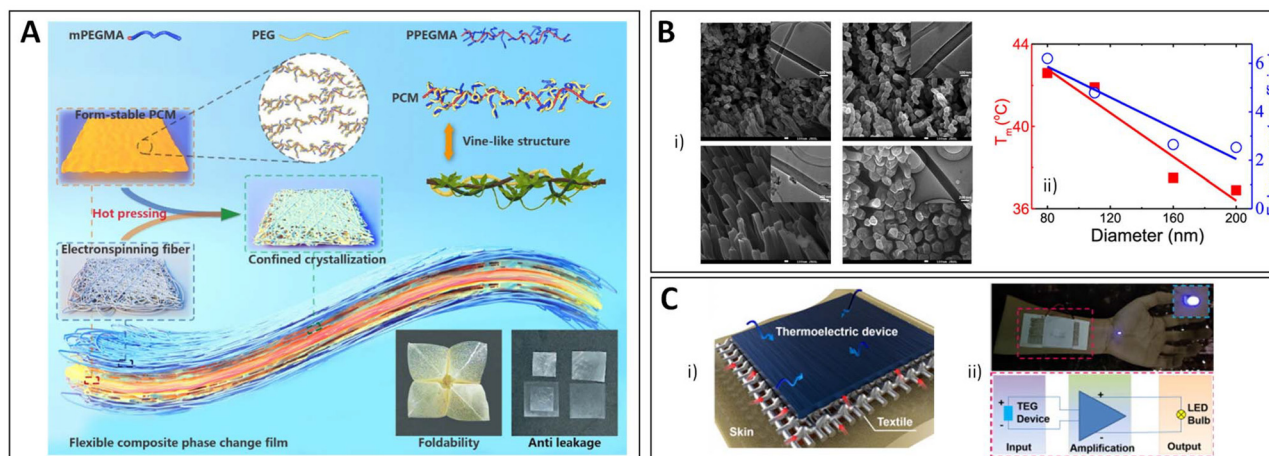 A
mPEGMA
PEG
PPEGMA
Form-stable PCM
PCM
Vine-like structure
Hot pressing
Electronspinning fiber
Confined crystallization
Flexible composite phase change film
Foldability
Anti leakage
B
i)
ii)
44
40
36
Tm (°C)
80
120
160
200
Diameter (nm)
6
4
2
0
C
i)
Thermoelectric device
Skin
Textile
ii)
+
-
TEG
Device
+
-
LED
Bulb
Input
Amplification
Output